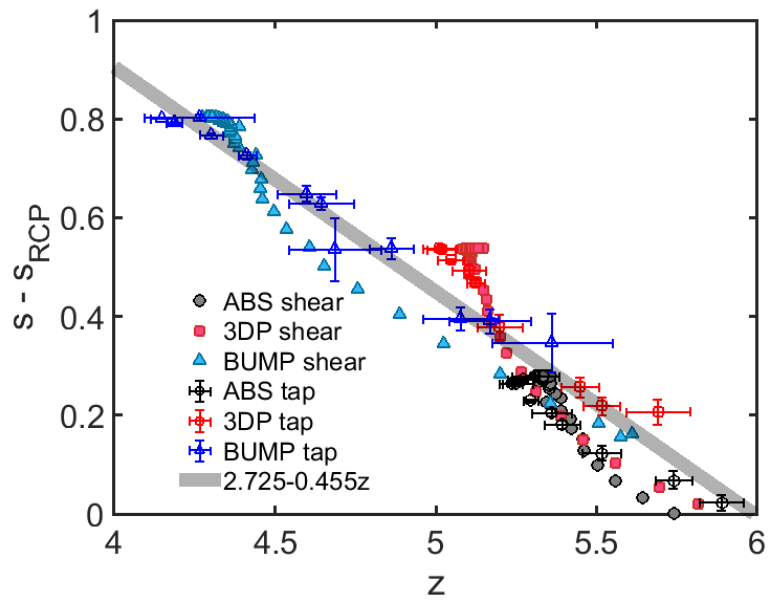 1
0.8
0.6
0.4
0.2
0
s - s_RCP
ABS shear
3DP shear
BUMP shear
ABS tap
3DP tap
BUMP tap
2.725-0.455z
4
4.5
5
5.5
6
z